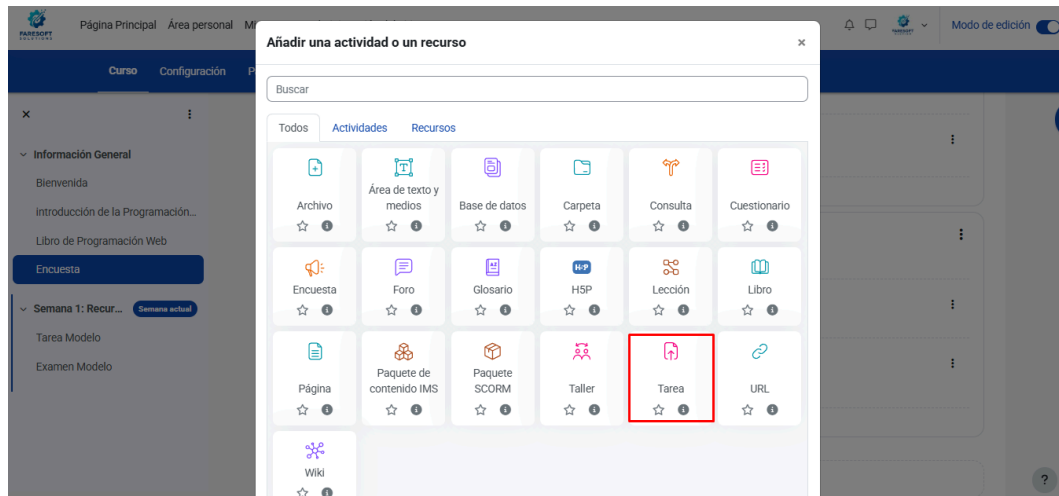 FARESOFT
SOLUTIONS
Página Principal
Área personal
Modo de edición
Curso
Configuración
Añadir una actividad o un recurso
Buscar
Todos
Actividades
Recursos
Información General
Bienvenida
Introducción de la Programación...
Libro de Programación Web
Encuesta
Semana 1: Recur...
Semana actual
Tarea Modelo
Examen Modelo
Archivo
Área de texto y
medios
Base de datos
Carpeta
Consulta
Cuestionario
Encuesta
Foro
Glosario
H5P
H5P
Lección
Libro
Página
Paquete de
contenido IMS
Paquete
SCORM
Taller
Tarea
URL
Wiki